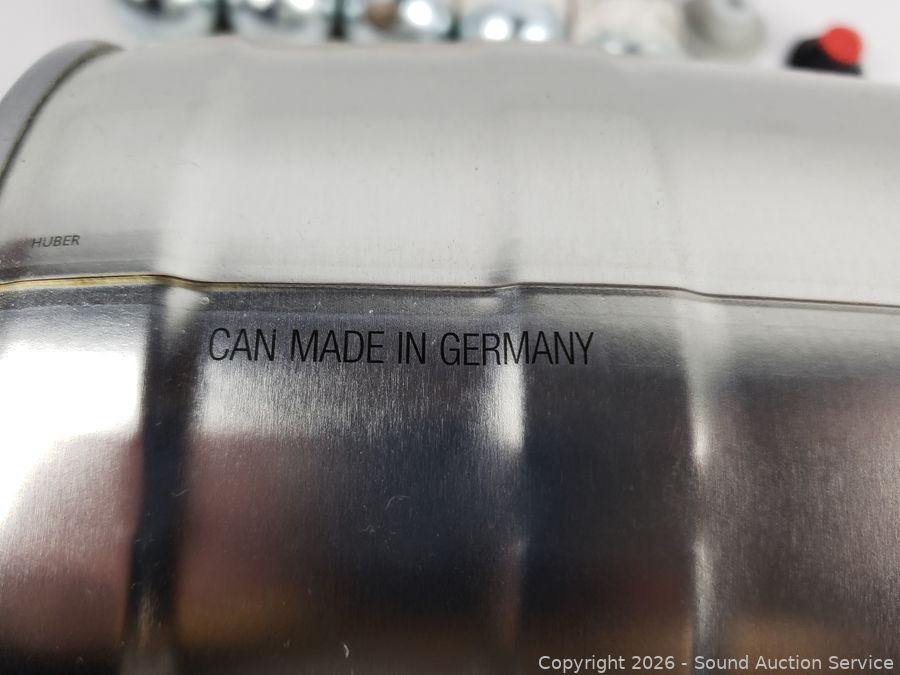 HUBER
CAN MADE IN GERMANY
Copyright 2026 - Sound Auction Service